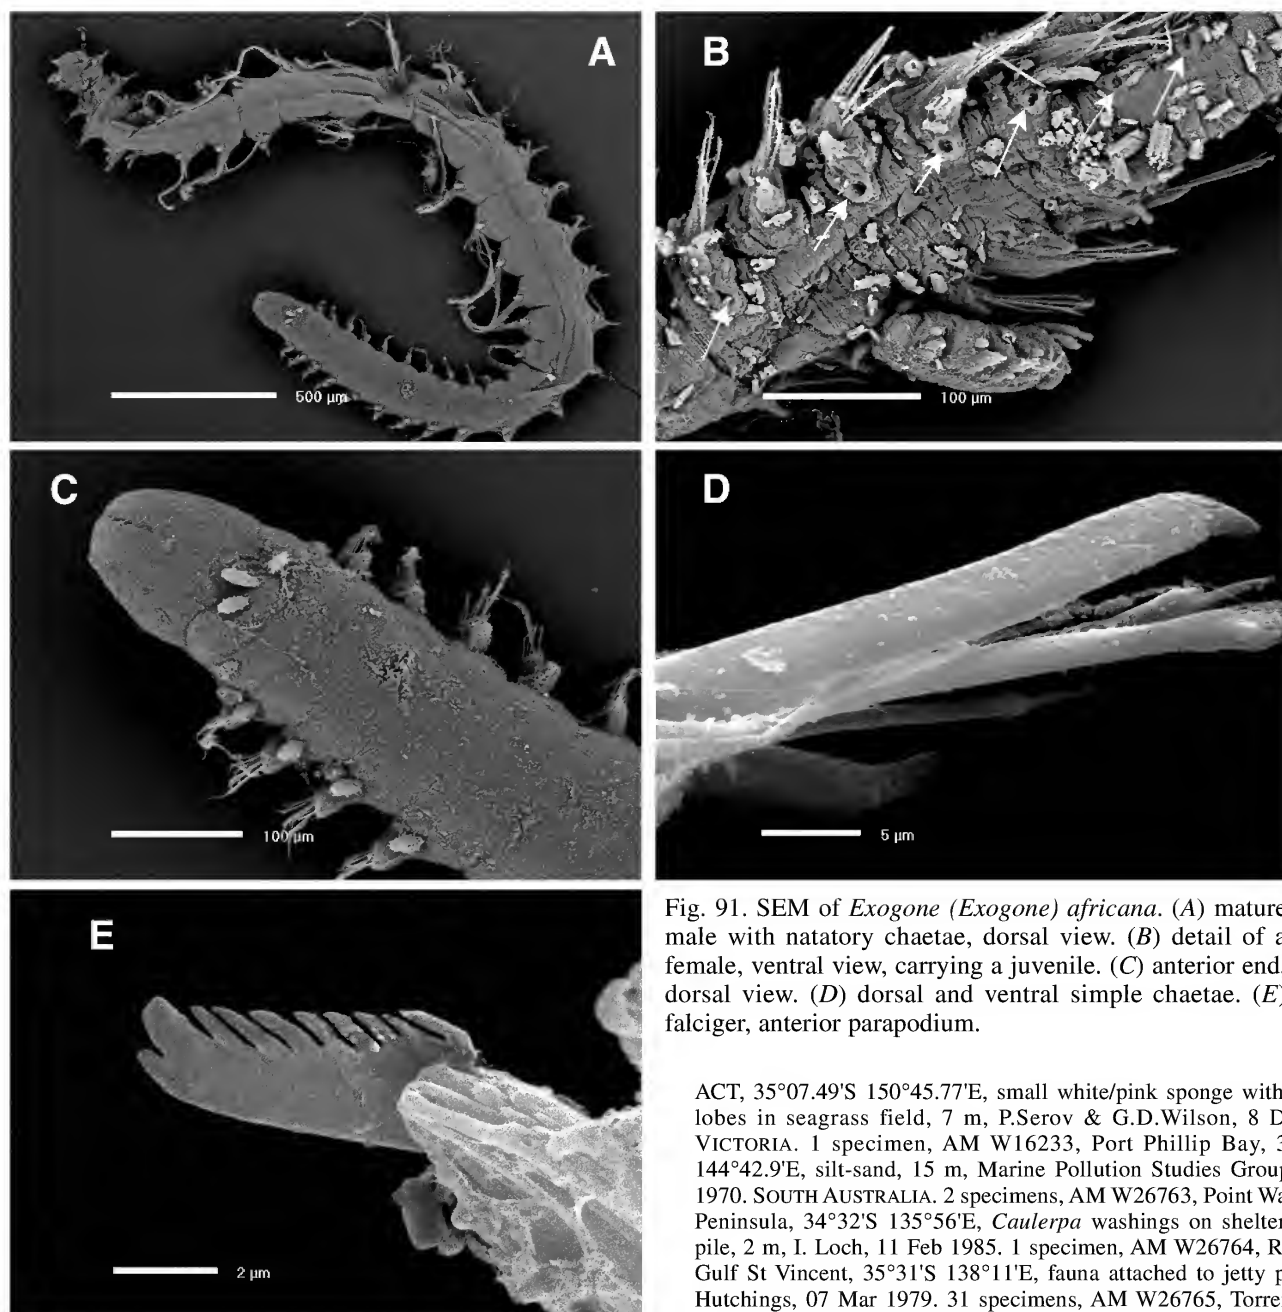 A
B
500 µm
100 µm
C
D
100 µm
5 µm
E
2 µm
Fig. 91. SEM of Exogone (Exogone) africana. (A) mature
male with natatory chaetae, dorsal view. (B) detail of a
female, ventral view, carrying a juvenile. (C) anterior end,
dorsal view. (D) dorsal and ventral simple chaetae. (E)
falciger, anterior parapodium.
ACT, 35°07.49'S 150°45.77'E, small white/pink sponge with
lobes in seagrass field, 7 m, P.Serov & G.D.Wilson, 8 D
VICTORIA. 1 specimen, AM W16233, Port Phillip Bay, 3
144°42.9'E, silt-sand, 15 m, Marine Pollution Studies Group
1970. SOUTH AUSTRALIA. 2 specimens, AM W26763, Point Wa
Peninsula, 34°32'S 135°56'E, Caulerpa washings on shelter
pile, 2 m, I. Loch, 11 Feb 1985. 1 specimen, AM W26764, R
Gulf St Vincent, 35°31'S 138°11'E, fauna attached to jetty p
Hutchings, 07 Mar 1979. 31 specimens, AM W26765, Torre